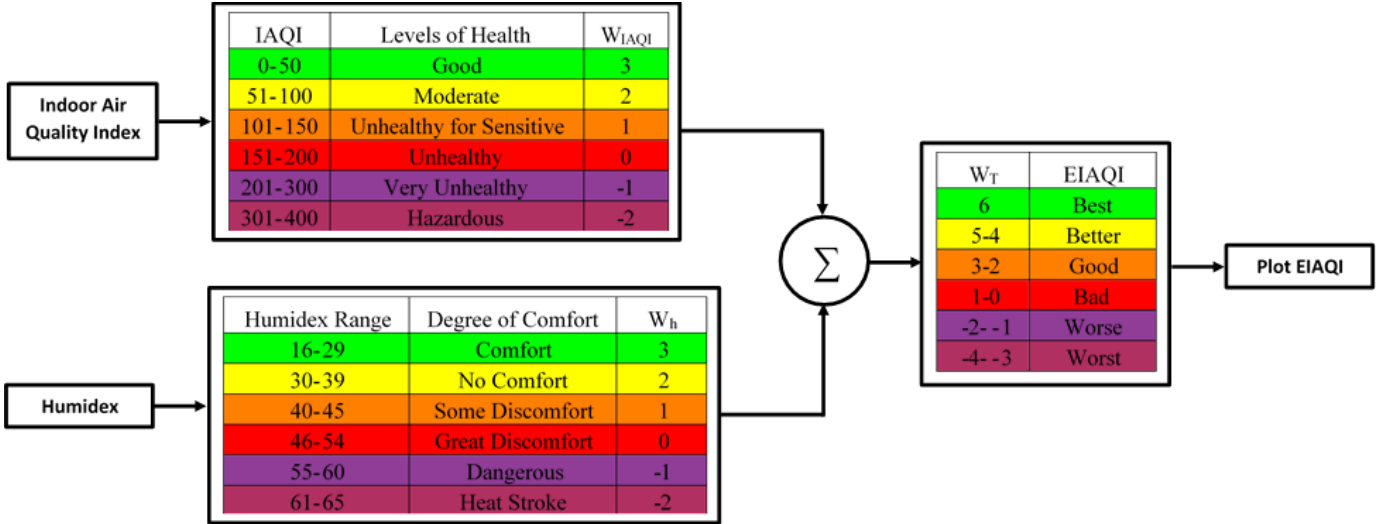 Indoor Air
Quality Index
IAQI Levels of Health W_IAQI
0-50 Good 3
51-100 Moderate 2
101-150 Unhealthy for Sensitive 1
151-200 Unhealthy 0
201-300 Very Unhealthy -1
301-400 Hazardous -2
Humidex
Humidex Range Degree of Comfort W_h
16-29 Comfort 3
30-39 No Comfort 2
40-45 Some Discomfort 1
46-54 Great Discomfort 0
55-60 Dangerous -1
61-65 Heat Stroke -2
∑
W_T EIAQI
6 Best
5-4 Better
3-2 Good
1-0 Bad
-2- -1 Worse
-4- -3 Worst
Plot EIAQI